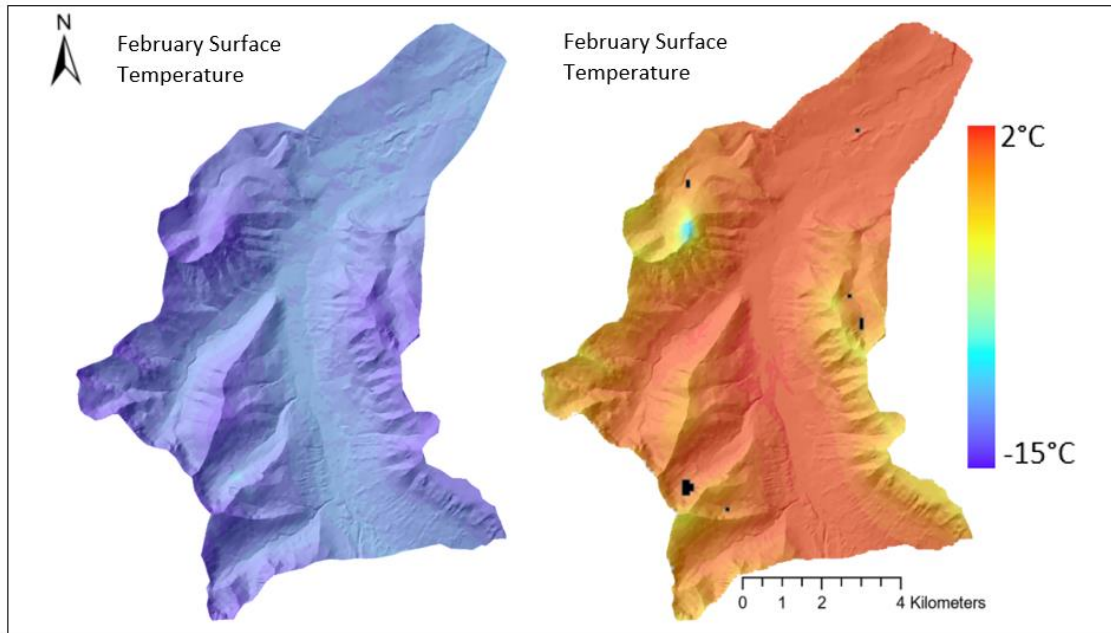 N
February Surface
Temperature
February Surface
Temperature
2°C
-15°C
0 1 2 4 Kilometers